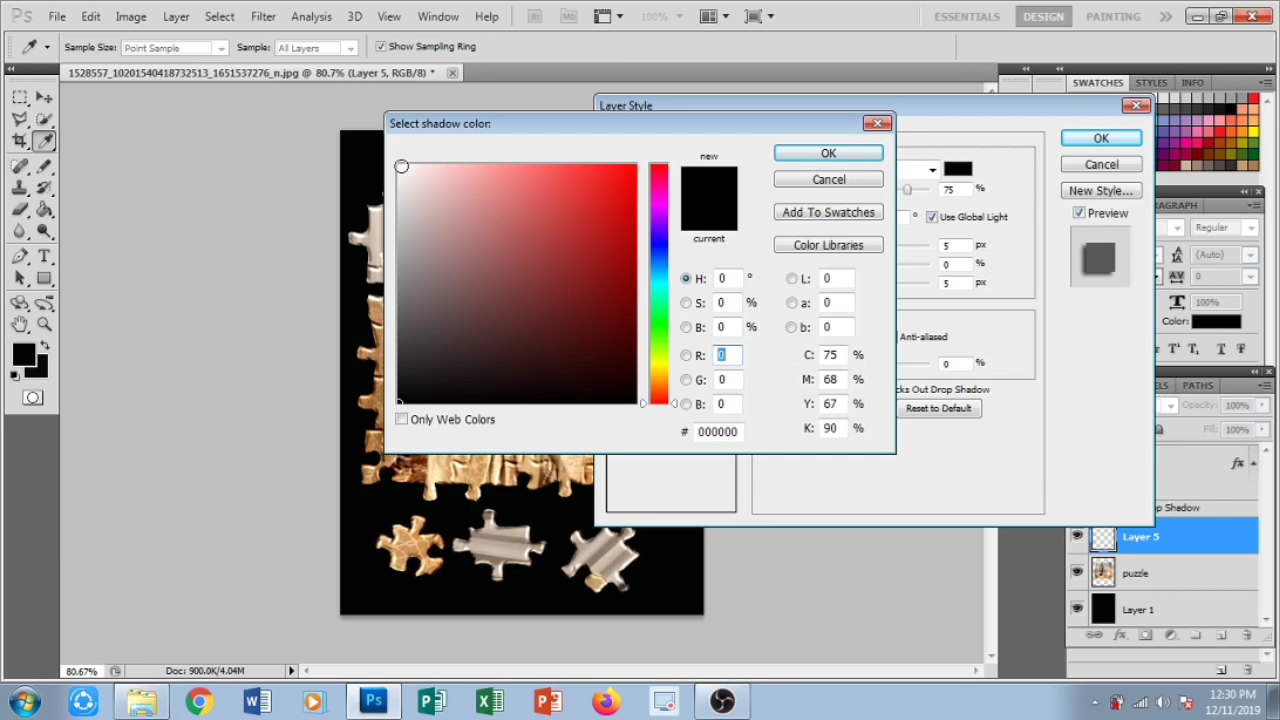 Ps File Edit Image Layer Select Filter Analysis 3D View Window Help Br Mb 100% ESSENTIALS DESIGN PAINTING
Sample Size: Point Sample Sample: All Layers Show Sampling Ring
1528557_10201540418732513_1651537276_n.jpg @ 80.7% (Layer 5, RGB/8) *
SWATCHES STYLES INFO
Layer Style
Select shadow color:
new
OK
Cancel
Add To Swatches
current
Color Libraries
H: 0 °
L: 0
S: 0 %
a: 0
B: 0 %
b: 0
R: 0
C: 75 %
G: 0
M: 68 %
B: 0
Y: 67 %
# 000000
K: 90 %
Only Web Colors
75 %
° Use Global Light
5 px
0 %
5 px
Anti-aliased
0 %
cks Out Drop Shadow
Reset to Default
OK
Cancel
New Style...
Preview
RAGRAPH
Regular
(Auto)
0
T 100%
Color:
ELS PATHS
Opacity: 100%
Fill: 100%
fx
Shadow
Layer 5
puzzle
Layer 1
fx
80.67% Doc: 900.0K/4.04M
12:30 PM
12/11/2019